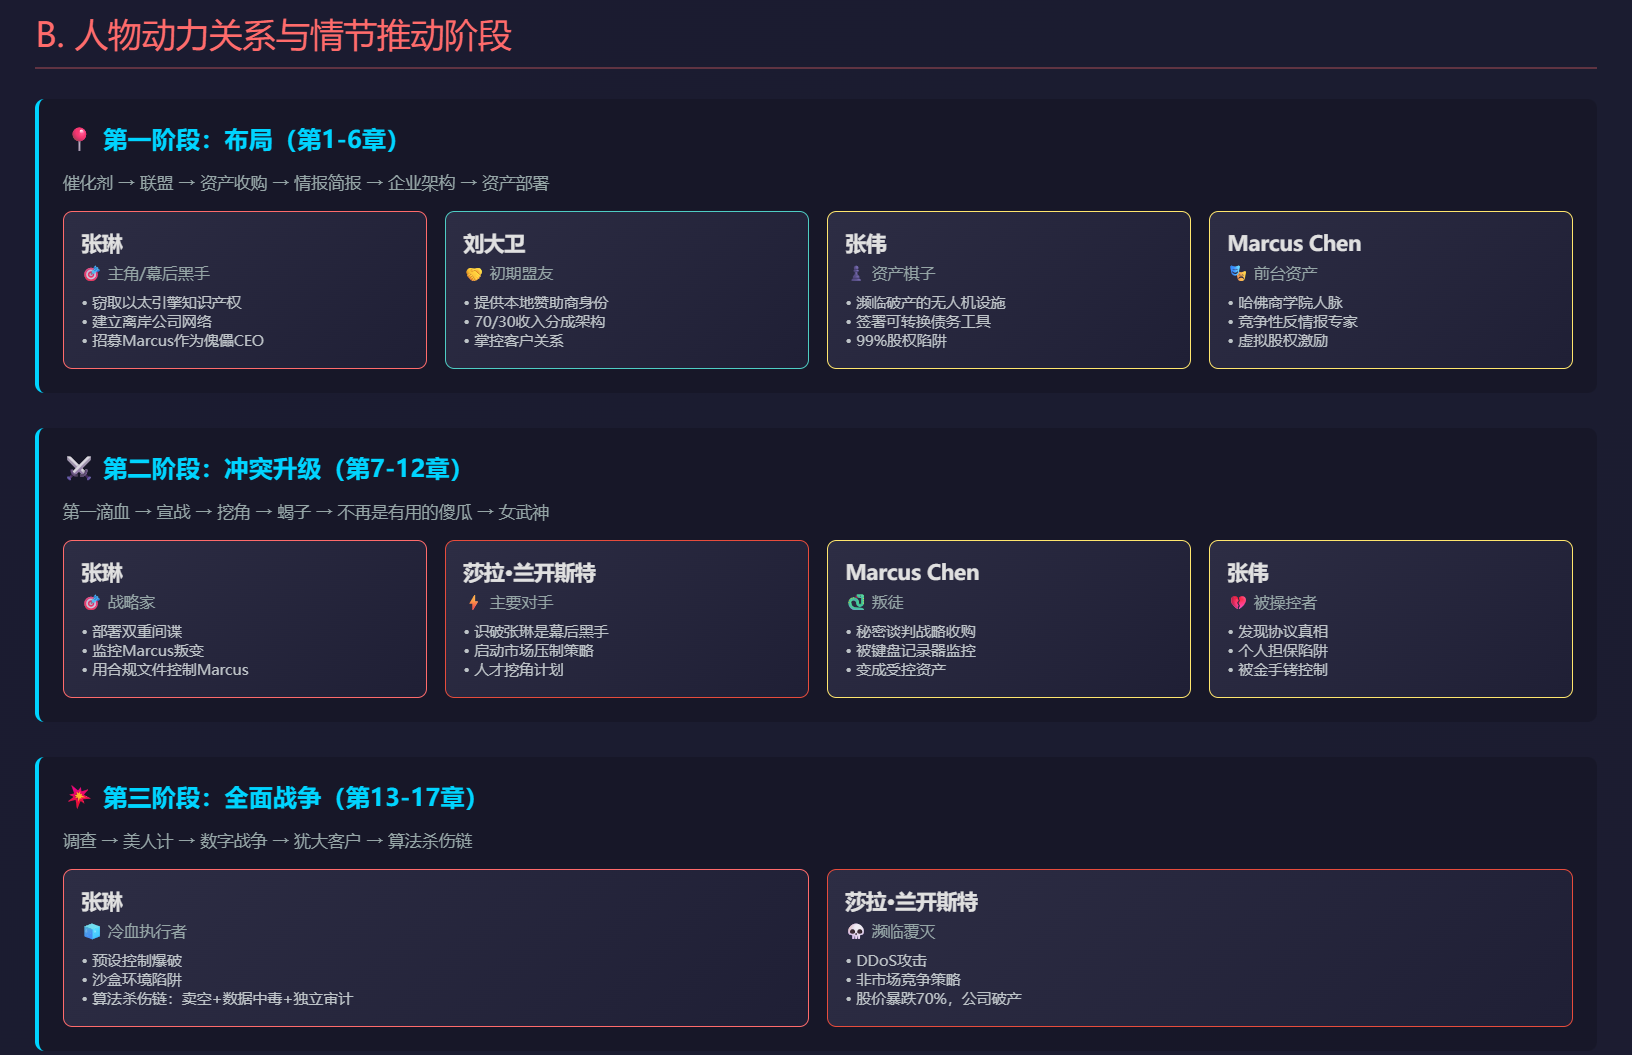 B. 人物动力关系与情节推动阶段
📍 第一阶段：布局（第1-6章）
催化剂 → 联盟 → 资产收购 → 情报简报 → 企业架构 → 资产部署
张琳
🎯 主角/幕后黑手
• 窃取以太引擎知识产权
• 建立离岸公司网络
• 招募Marcus作为傀儡CEO
刘大卫
🤝 初期盟友
• 提供本地赞助商身份
• 70/30收入分成架构
• 掌控客户关系
张伟
♟️ 资产棋子
• 濒临破产的无人机设施
• 签署可转换债务工具
• 99%股权陷阱
Marcus Chen
🎭 前台资产
• 哈佛商学院人脉
• 竞争性反情报专家
• 虚拟股权激励
⚔️ 第二阶段：冲突升级（第7-12章）
第一滴血 → 宣战 → 挖角 → 蝎子 → 不再是有用的傻瓜 → 女武神
张琳
🎯 战略家
• 部署双重间谍
• 监控Marcus叛变
• 用合规文件控制Marcus
莎拉·兰开斯特
⚡ 主要对手
• 识破张琳是幕后黑手
• 启动市场压制策略
• 人才挖角计划
Marcus Chen
🐍 叛徒
• 秘密谈判战略收购
• 被键盘记录器监控
• 变成受控资产
张伟
💔 被操控者
• 发现协议真相
• 个人担保陷阱
• 被金手铐控制
💥 第三阶段：全面战争（第13-17章）
调查 → 美人计 → 数字战争 → 犹大客户 → 算法杀伤链
张琳
🧊 冷血执行者
• 预设控制爆破
• 沙盒环境陷阱
• 算法杀伤链：卖空+数据中毒+独立审计
莎拉·兰开斯特
💀 濒临覆灭
• DDoS攻击
• 非市场竞争策略
• 股价暴跌70%，公司破产